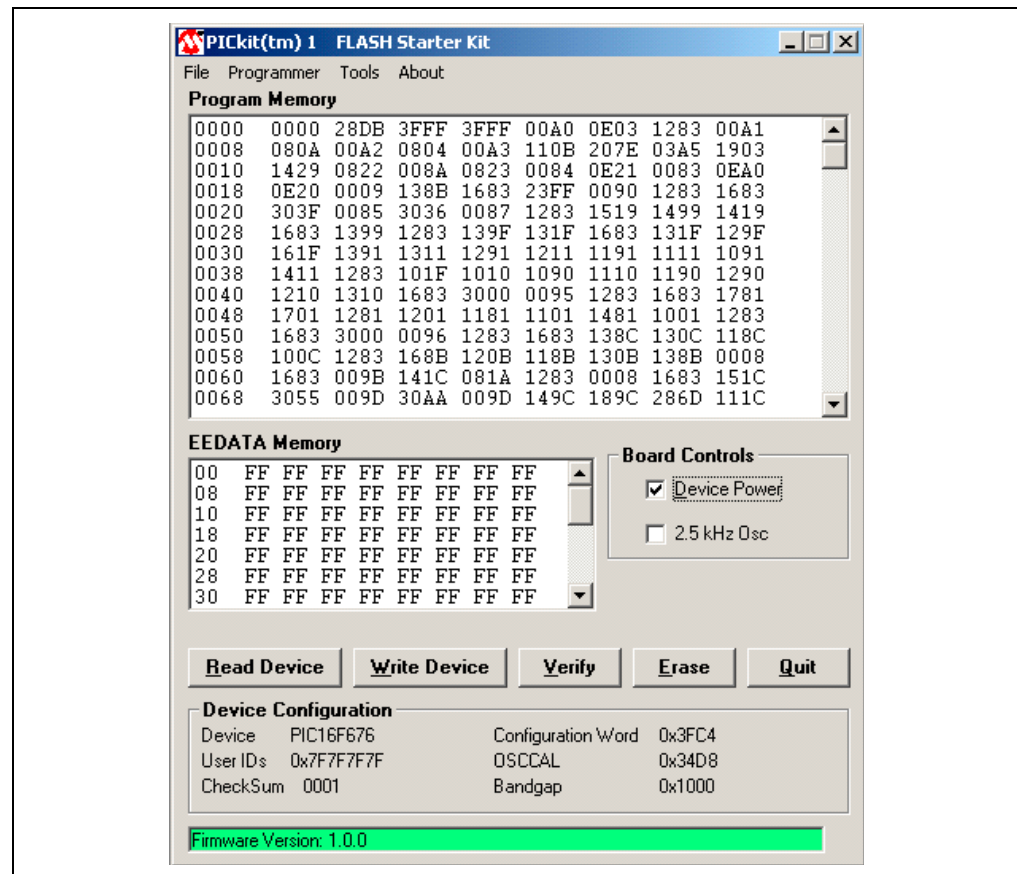 PICkit(tm) 1 FLASH Starter Kit
File Programmer Tools About
Program Memory
0000 0000 28DB 3FFF 3FFF 00A0 0E03 1283 00A1
0008 080A 00A2 0804 00A3 110B 207E 03A5 1903
0010 1429 0822 008A 0823 0084 0E21 0083 0EA0
0018 0E20 0009 138B 1683 23FF 0090 1283 1683
0020 303F 0085 3036 0087 1283 1519 1499 1419
0028 1683 1399 1283 139F 131F 1683 131F 129F
0030 161F 1391 1311 1291 1211 1191 1111 1091
0038 1411 1283 101F 1010 1090 1110 1190 1290
0040 1210 1310 1683 3000 0095 1283 1683 1781
0048 1701 1281 1201 1181 1101 1481 1001 1283
0050 1683 3000 0096 1283 1683 138C 130C 118C
0058 100C 1283 168B 120B 118B 130B 138B 0008
0060 1683 009B 141C 081A 1283 0008 1683 151C
0068 3055 009D 30AA 009D 149C 189C 286D 111C
EEDATA Memory
00 FF FF FF FF FF FF FF FF
08 FF FF FF FF FF FF FF FF
10 FF FF FF FF FF FF FF FF
18 FF FF FF FF FF FF FF FF
20 FF FF FF FF FF FF FF FF
28 FF FF FF FF FF FF FF FF
30 FF FF FF FF FF FF FF FF
Board Controls
Device Power
2.5 kHz Osc
Read Device Write Device Verify Erase Quit
Device Configuration
Device PIC16F676 Configuration Word 0x3FC4
User IDs 0x7F7F7F7F OSCCAL 0x34D8
CheckSum 0001 Bandgap 0x1000
Firmware Version: 1.0.0